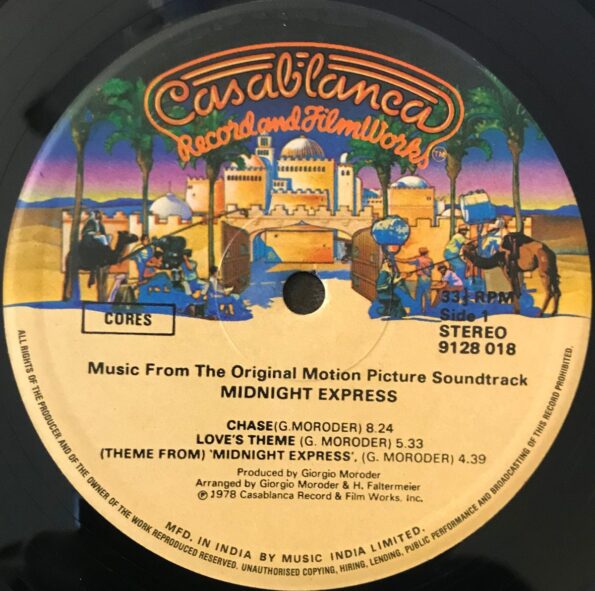 Casablanca
Record and FilmWorks
TM
33⅓ RPM
Side 1
STEREO
9128 018
CORES
Music From The Original Motion Picture Soundtrack
MIDNIGHT EXPRESS
CHASE(G.MORODER) 8.24
LOVE'S THEME (G. MORODER) 5.33
(THEME FROM) 'MIDNIGHT EXPRESS', (G. MORODER) 4.39
Produced by Giorgio Moroder
Arranged by Giorgio Moroder & H. Faltermeier
℗ 1978 Casablanca Record & Film Works, Inc.
MFD. IN INDIA BY MUSIC INDIA LIMITED.
ALL RIGHTS OF THE PRODUCER AND OF THE OWNER OF THE WORK REPRODUCED RESERVED. UNAUTHORISED COPYING, HIRING, LENDING, PUBLIC PERFORMANCE AND BROADCASTING OF THIS RECORD PROHIBITED.